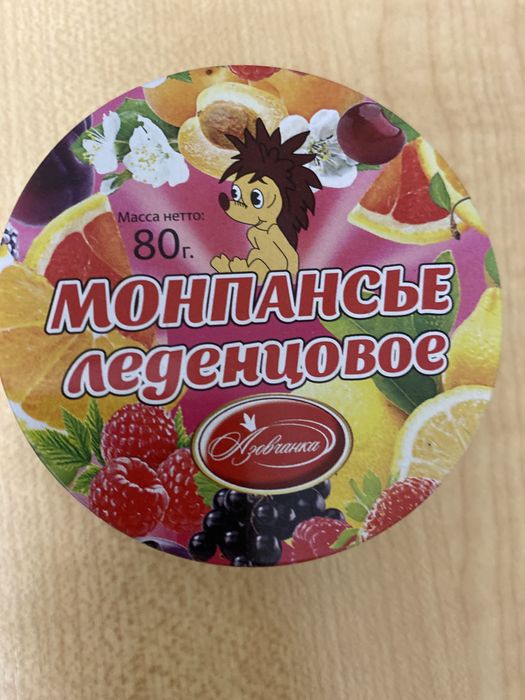 Масса нетто:
80г.
МОНПАНСЬЕ
леденцовое
Азовчанка